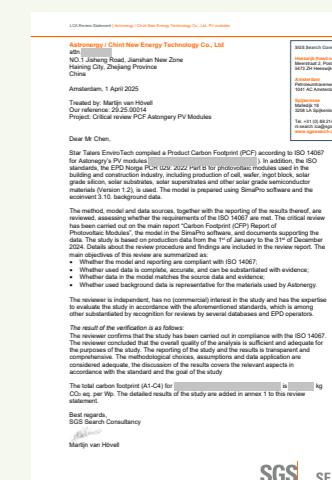 LCA Review Statement | Astronergy / Chint New Energy Technology Co., Ltd, PV modules
Astronergy / Chint New Energy Technology Co., Ltd
attn.
NO.1 Jisheng Road, Jianshan New Zone
Haining City, Zhejiang Province
China
SGS Search Cons
Amsterdam
Amsterdam, 1 April 2025
Treated by: Martijn van Hövell
Our reference: 29.25.00014
Project: Critical review PCF Astongery PV Modules
Dear Mr Chen,
Star Talers EnviroTech compiled a Product Carbon Footprint (PCF) according to ISO 14067
for Astongery's PV modules ). In addition, the ISO
standards, the EPD Norge PCR 029: 2022 Part B for photovoltaic modules used in the
building and construction industry, including production of cell, wafer, ingot block, solar
grade silicon, solar substrates, solar superstrates and other solar grade semiconductor
materials (Version 1.2), is used. The model is prepared using SimaPro software and the
ecoinvent 3.10. background data.
The method, model and data sources, together with the reporting of the results thereof, are
reviewed, assessing whether the requirements of the ISO 14067 are met. The critical review
has been carried out on the main report "Carbon Footprint (CFP) Report of
Photovoltaic Modules", the model in the SimaPro software, and documents supporting the
data. The study is based on production data from the 1st of January to the 31st of December
2024. Details about the review procedure and findings are included in the review report. The
main objectives of this review are summarized as:
• Whether the model and reporting are compliant with ISO 14067;
• Whether used data is complete, accurate, and can be substantiated with evidence;
• Whether data in the model matches the source data and evidence;
• Whether used background data is representative for the materials used by Astonergy.
The reviewer is independent, has no (commercial) interest in the study and has the expertise
to evaluate the study in accordance with the aforementioned standards, which is among
other substantiated by recognition for reviews by several databases and EPD operators.
The result of the verification is as follows:
The reviewer confirms that the study has been carried out in compliance with the ISO 14067.
The reviewer concluded that the overall quality of the analysis is sufficient and adequate for
the purposes of the study. The reporting of the study and the results is transparent and
comprehensive. The methodological choices, assumptions and data application are
considered adequate, the discussion of the results covers the relevant aspects in
accordance with the standard and the goal of the study
The total carbon footprint (A1-C4) for is kg
CO₂ eq. per Wp. The detailed results of the study are added in annex 1 to this review
statement.
Best regards,
SGS Search Consultancy
Martijn van Hövell
SGS